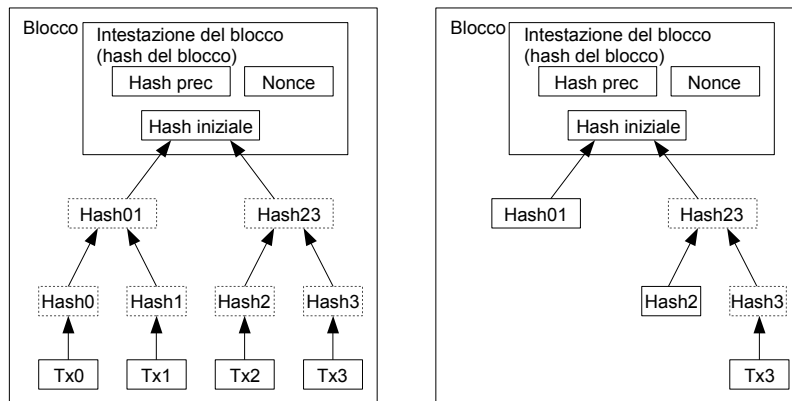 Blocco
Intestazione del blocco
(hash del blocco)
Hash prec
Nonce
Hash iniziale
Hash01
Hash23
Hash0
Hash1
Hash2
Hash3
Tx0
Tx1
Tx2
Tx3
Blocco
Intestazione del blocco
(hash del blocco)
Hash prec
Nonce
Hash iniziale
Hash01
Hash23
Hash2
Hash3
Tx3